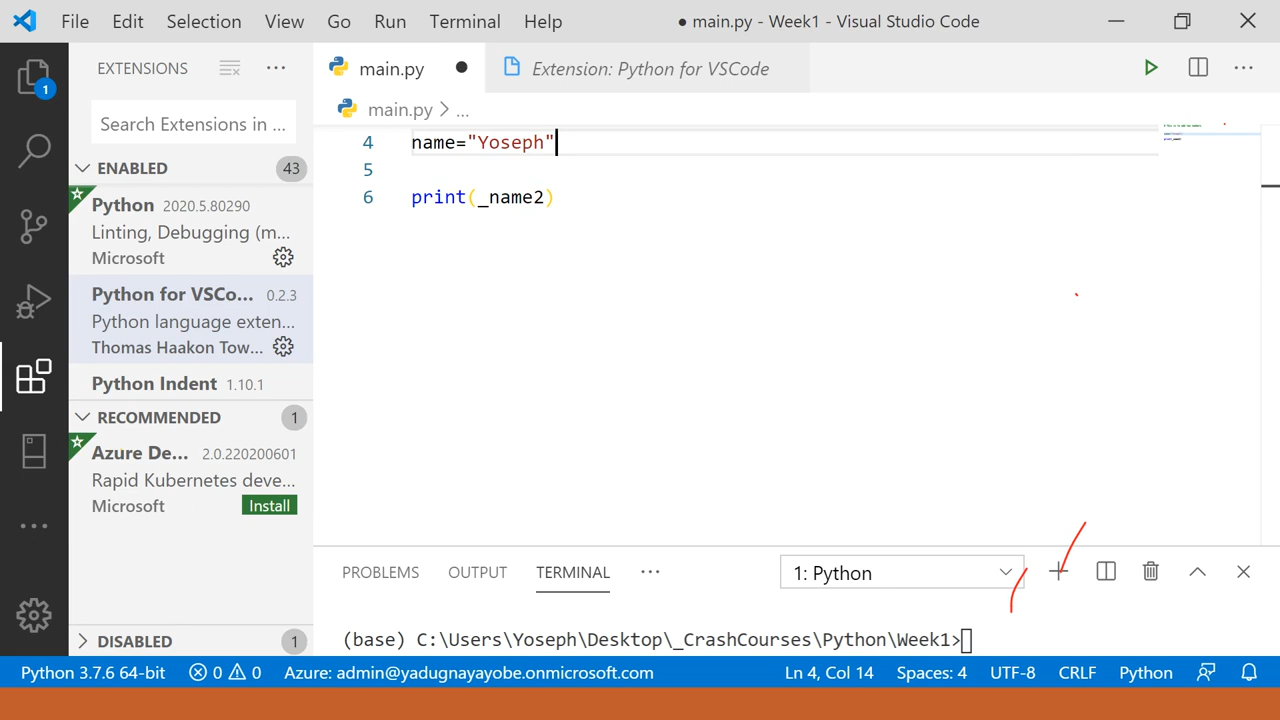 File Edit Selection View Go Run Terminal Help ● main.py - Week1 - Visual Studio Code
EXTENSIONS ···
main.py ●
Extension: Python for VSCode
1
Search Extensions in ...
main.py > ...
ENABLED 43
Python 2020.5.80290
Linting, Debugging (m...
Microsoft
Python for VSCo... 0.2.3
Python language exten...
Thomas Haakon Tow...
Python Indent 1.10.1
RECOMMENDED 1
Azure De... 2.0.220200601
Rapid Kubernetes deve...
Microsoft Install
DISABLED 1
4 name="Yoseph"
5
6 print(_name2)
PROBLEMS OUTPUT TERMINAL ··· 1: Python
(base) C:\Users\Yoseph\Desktop\_CrashCourses\Python\Week1>
Python 3.7.6 64-bit 0 0 Azure: admin@yadugnayayobe.onmicrosoft.com Ln 4, Col 14 Spaces: 4 UTF-8 CRLF Python